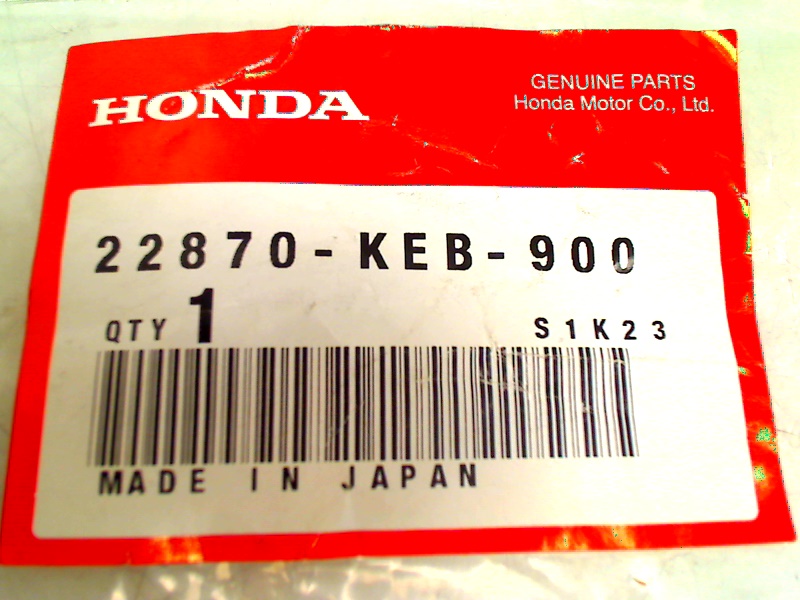 HONDA
GENUINE PARTS
Honda Motor Co., Ltd.
22870-KEB-900
QTY 1 S1K23
MADE IN JAPAN